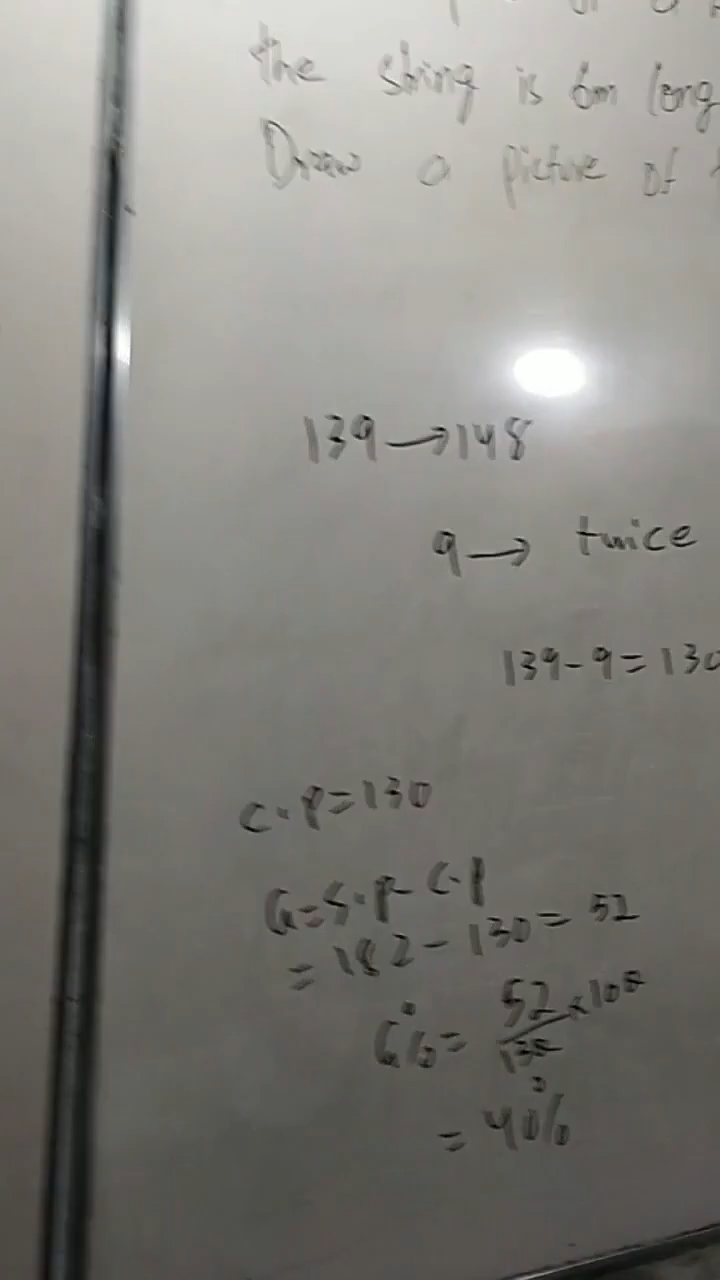 the string is 6m long
Draw a picture of
139 → 148
9 → twice
139 - 9 = 130
C.P = 130
G = S.P - C.P
= 182 - 130 = 52
G% = 52/130 × 100
= 40%